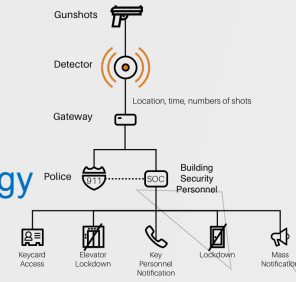 Gunshots
Detector
Location, time, numbers of shots
Gateway
gy
Police
911
SOC
Building
Security
Personnel
Keycard
Access
Elevator
Lockdown
Key
Personnel
Notification
Lockdown
Mass
Notification